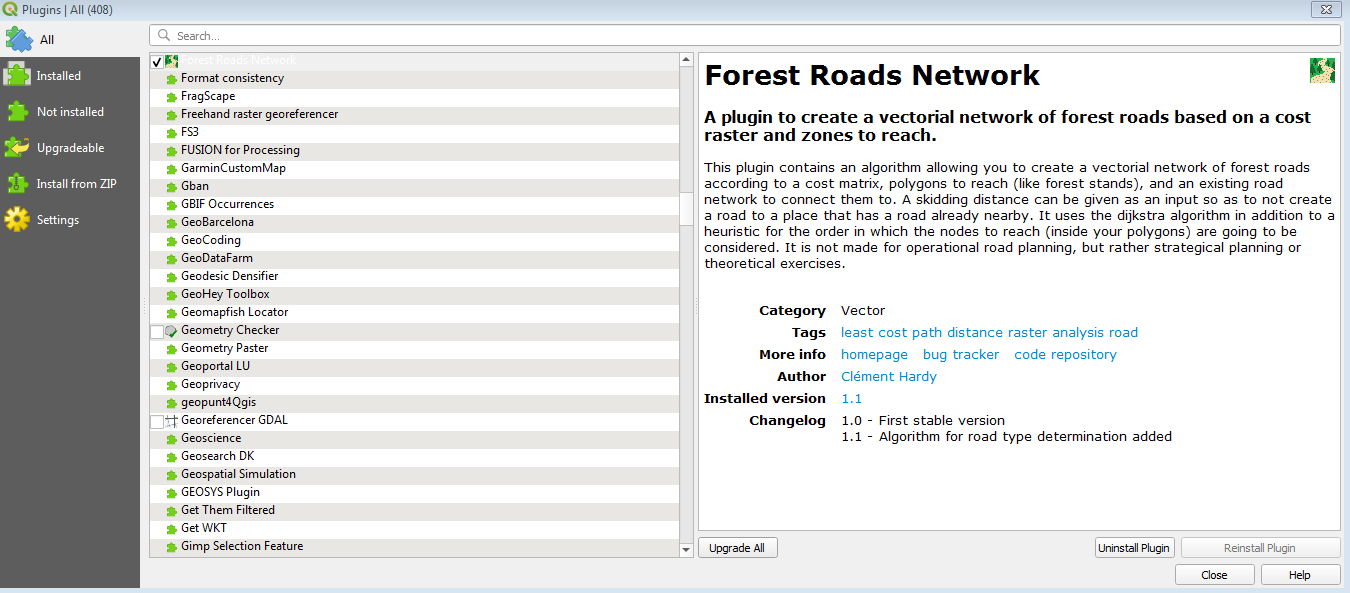 Plugins | All (408)
All
Installed
Not installed
Upgradeable
Install from ZIP
Settings
Search...
Forest Roads Network
Format consistency
FragScape
Freehand raster georeferencer
FS3
FUSION for Processing
GarminCustomMap
Gban
GBIF Occurrences
GeoBarcelona
GeoCoding
GeoDataFarm
Geodesic Densifier
GeoHey Toolbox
Geomapfish Locator
Geometry Checker
Geometry Paster
Geoportal LU
Geoprivacy
geopunt4Qgis
Georeferencer GDAL
Geoscience
Geosearch DK
Geospatial Simulation
GEOSYS Plugin
Get Them Filtered
Get WKT
Gimp Selection Feature
Forest Roads Network
A plugin to create a vectorial network of forest roads based on a cost
raster and zones to reach.
This plugin contains an algorithm allowing you to create a vectorial network of forest roads
according to a cost matrix, polygons to reach (like forest stands), and an existing road
network to connect them to. A skidding distance can be given as an input so as to not create
a road to a place that has a road already nearby. It uses the dijkstra algorithm in addition to a
heuristic for the order in which the nodes to reach (inside your polygons) are going to be
considered. It is not made for operational road planning, but rather strategical planning or
theoretical exercises.
Category Vector
Tags least cost path distance raster analysis road
More info homepage bug tracker code repository
Author Clément Hardy
Installed version 1.1
Changelog 1.0 - First stable version
1.1 - Algorithm for road type determination added
Upgrade All
Uninstall Plugin
Reinstall Plugin
Close
Help